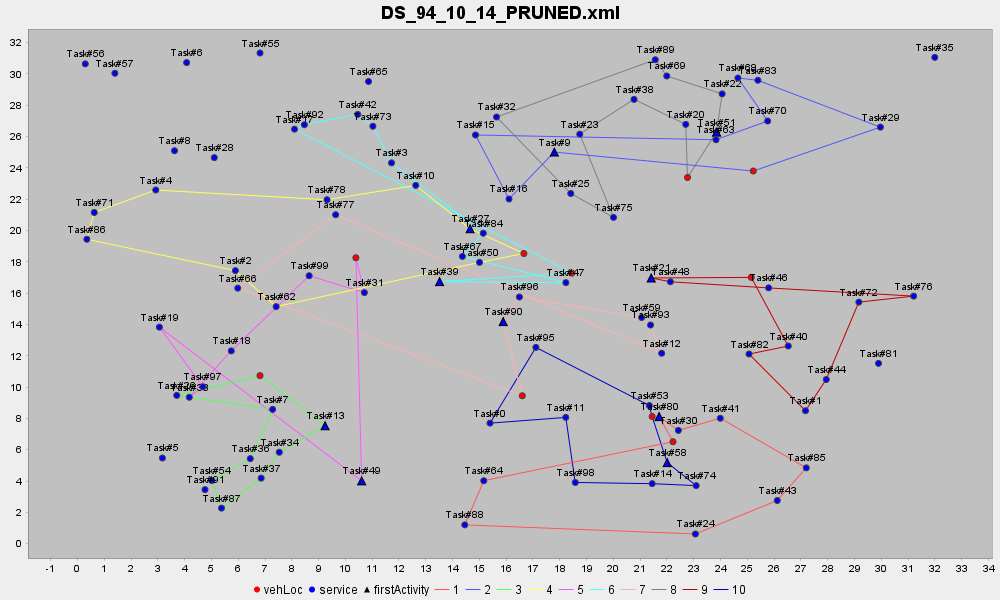 DS_94_10_14_PRUNED.xml
32
30
28
26
24
22
20
18
16
14
12
10
8
6
4
2
0
Task#56
Task#57
Task#6
Task#55
Task#65
Task#89
Task#69
Task#83
Task#22
Task#35
Task#38
Task#32
Task#42
Task#92
Task#73
Task#15
Task#23
Task#20
Task#51
Task#63
Task#70
Task#29
Task#8
Task#28
Task#3
Task#9
Task#10
Task#4
Task#78
Task#16
Task#25
Task#71
Task#77
Task#75
Task#86
Task#27
Task#84
Task#67
Task#50
Task#2
Task#66
Task#99
Task#31
Task#39
Task#47
Task#21
Task#48
Task#46
Task#76
Task#72
Task#62
Task#96
Task#59
Task#93
Task#90
Task#19
Task#18
Task#95
Task#12
Task#82
Task#40
Task#81
Task#44
Task#97
Task#7
Task#13
Task#0
Task#11
Task#53
Task#80
Task#30
Task#41
Task#1
Task#5
Task#36
Task#34
Task#58
Task#85
Task#54
Task#91
Task#37
Task#49
Task#64
Task#98
Task#14
Task#74
Task#87
Task#43
Task#88
Task#24
-1 0 1 2 3 4 5 6 7 8 9 10 11 12 13 14 15 16 17 18 19 20 21 22 23 24 25 26 27 28 29 30 31 32 33 34
vehLoc service firstActivity 1 2 3 4 5 6 7 8 9 10